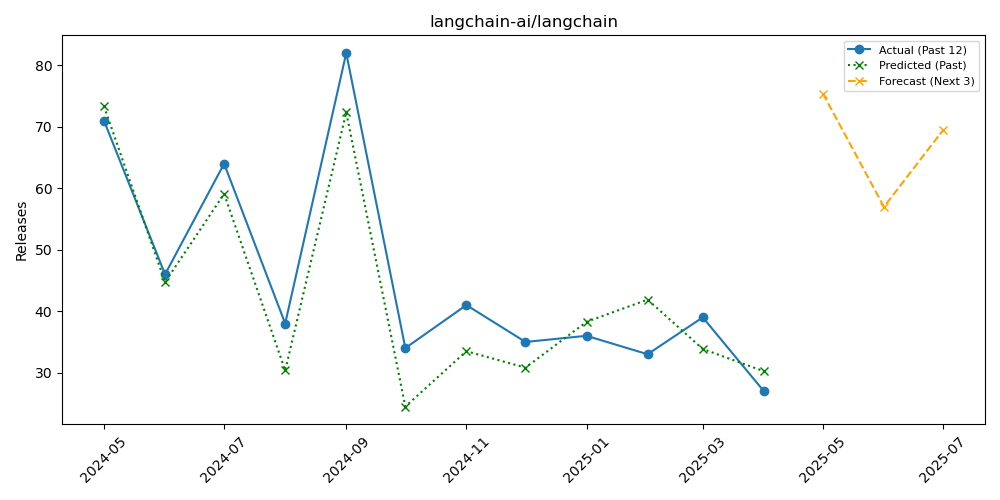 langchain-ai/langchain
Actual (Past 12)
Predicted (Past)
Forecast (Next 3)
Releases
80
70
60
50
40
30
2024-05
2024-07
2024-09
2024-11
2025-01
2025-03
2025-05
2025-07